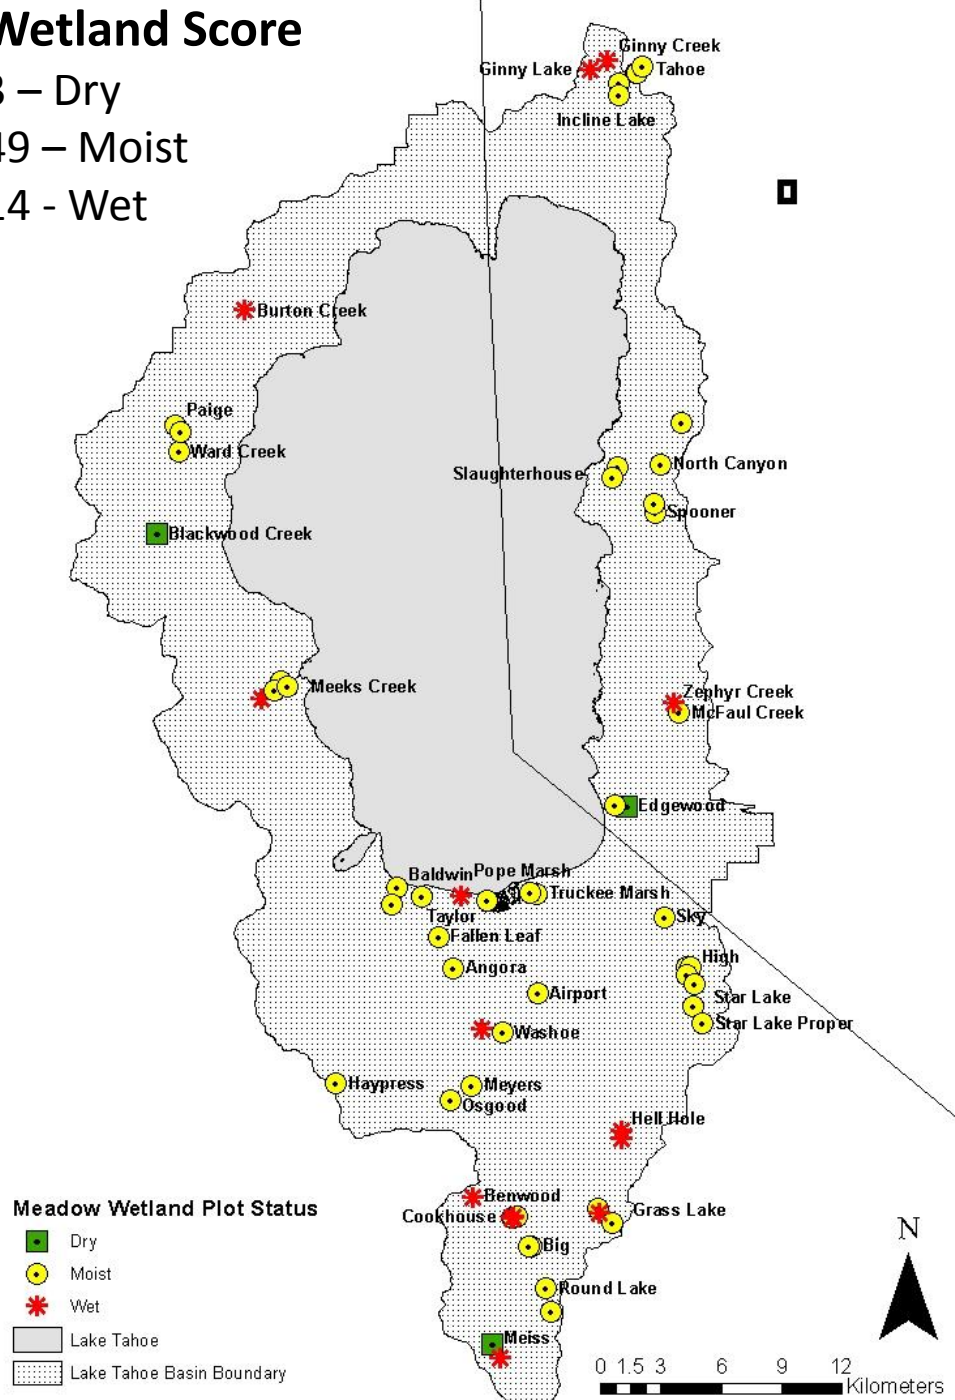 Wetland Score
3 – Dry
49 – Moist
14 - Wet
Ginny Creek
Ginny Lake
Tahoe
Incline Lake
Burton Creek
Paige
Ward Creek
Slaughterhouse
North Canyon
Spooner
Blackwood Creek
Meeks Creek
Zephyr Creek
McFaul Creek
Edgewood
Baldwin
Pope Marsh
Truckee Marsh
Taylor
Sky
Fallen Leaf
High
Angora
Airport
Star Lake
Star Lake Proper
Washoe
Haypress
Meyers
Osgood
Hell Hole
Benwood
Cookhouse
Grass Lake
Big
Round Lake
Meiss
Meadow Wetland Plot Status
Dry
Moist
Wet
Lake Tahoe
Lake Tahoe Basin Boundary
N
0 1.5 3 6 9 12
Kilometers